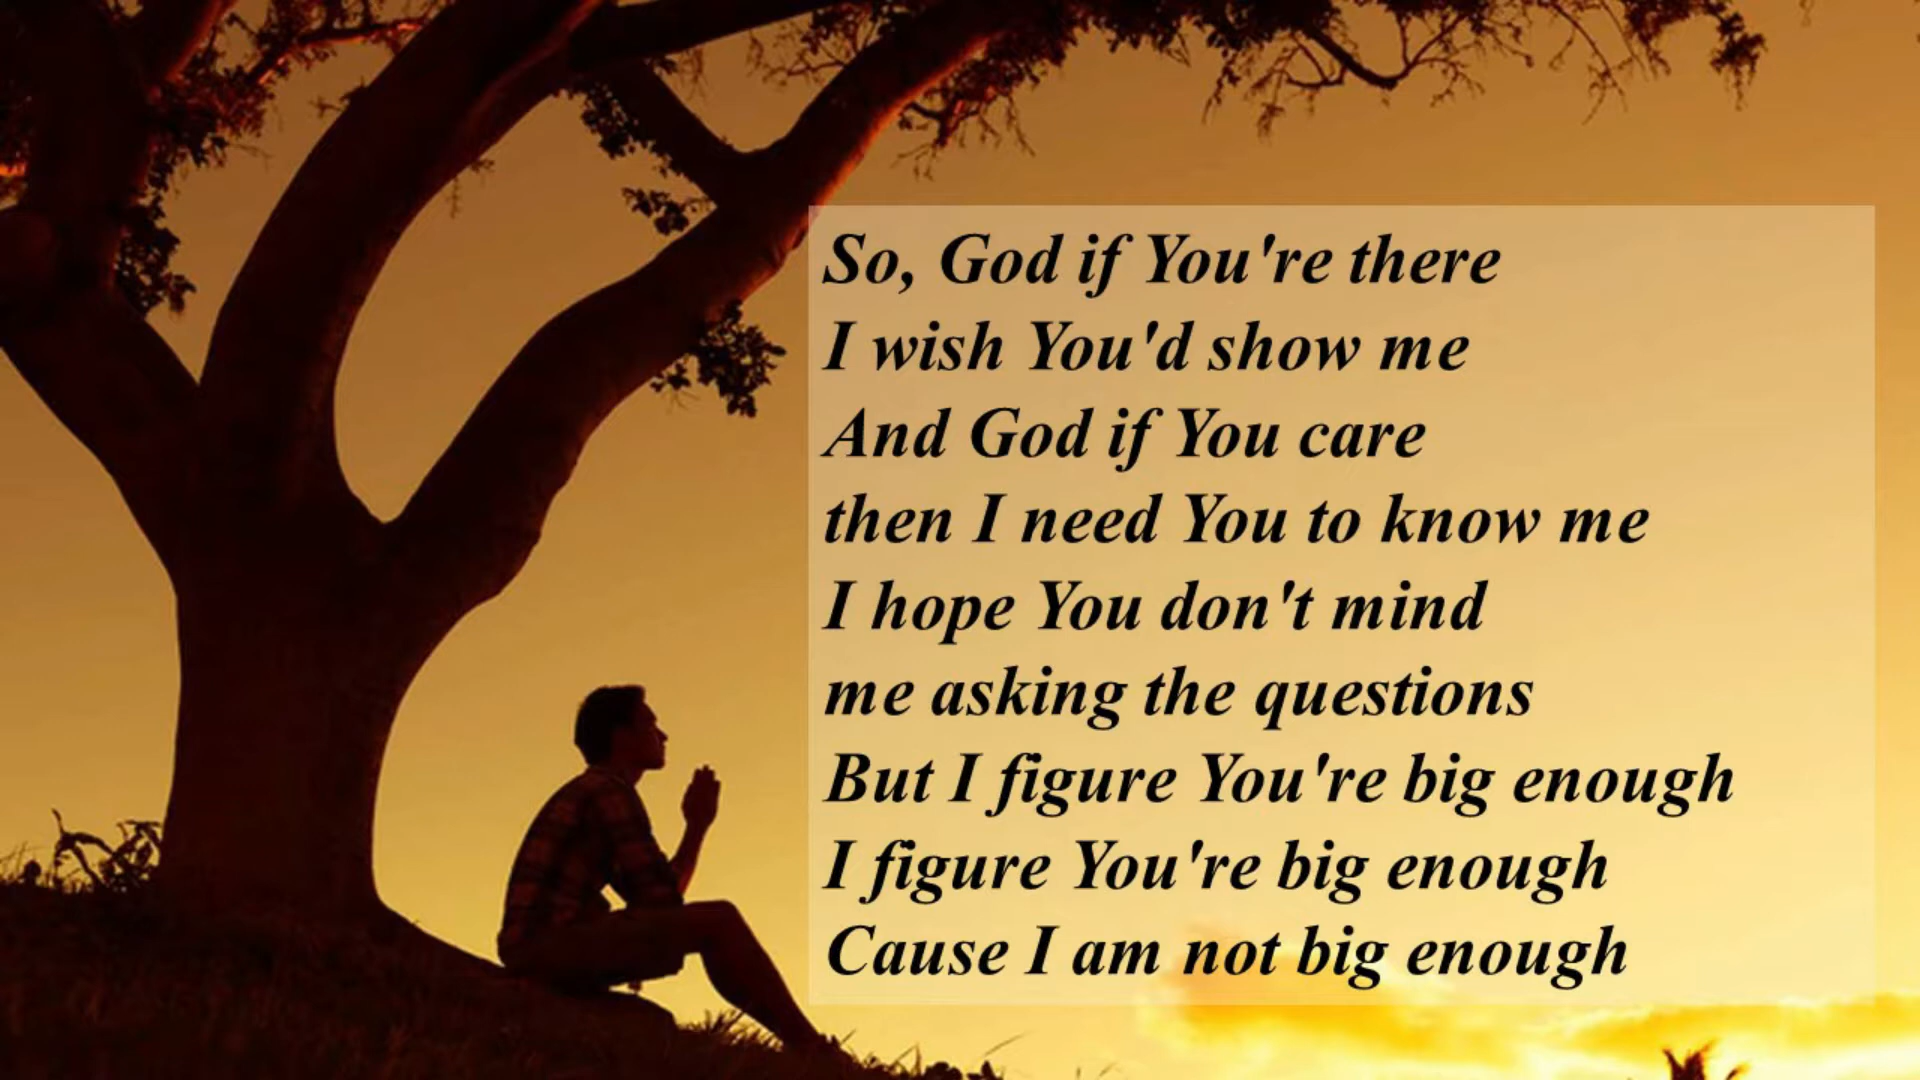 So, God if You're there
I wish You'd show me
And God if You care
then I need You to know me
I hope You don't mind
me asking the questions
But I figure You're big enough
I figure You're big enough
Cause I am not big enough